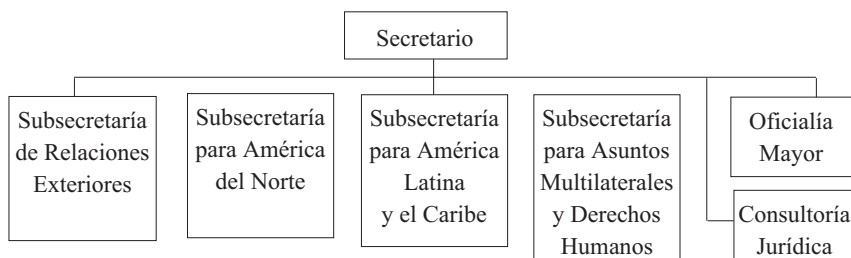 Secretario
Subsecretaría
de Relaciones
Exteriores
Subsecretaría
para América
del Norte
Subsecretaría
para América
Latina
y el Caribe
Subsecretaría
para Asuntos
Multilaterales
y Derechos
Humanos
Oficialía
Mayor
Consultoría
Jurídica